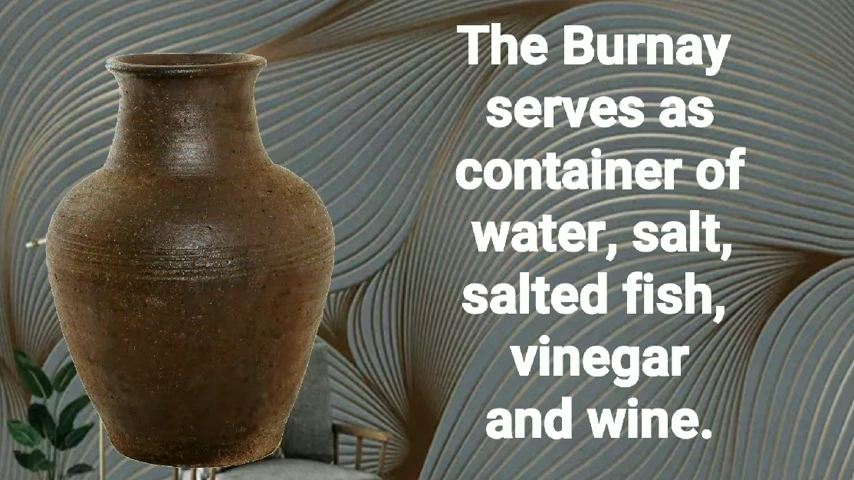 The Burnay
serves as
container of
water, salt,
salted fish,
vinegar
and wine.